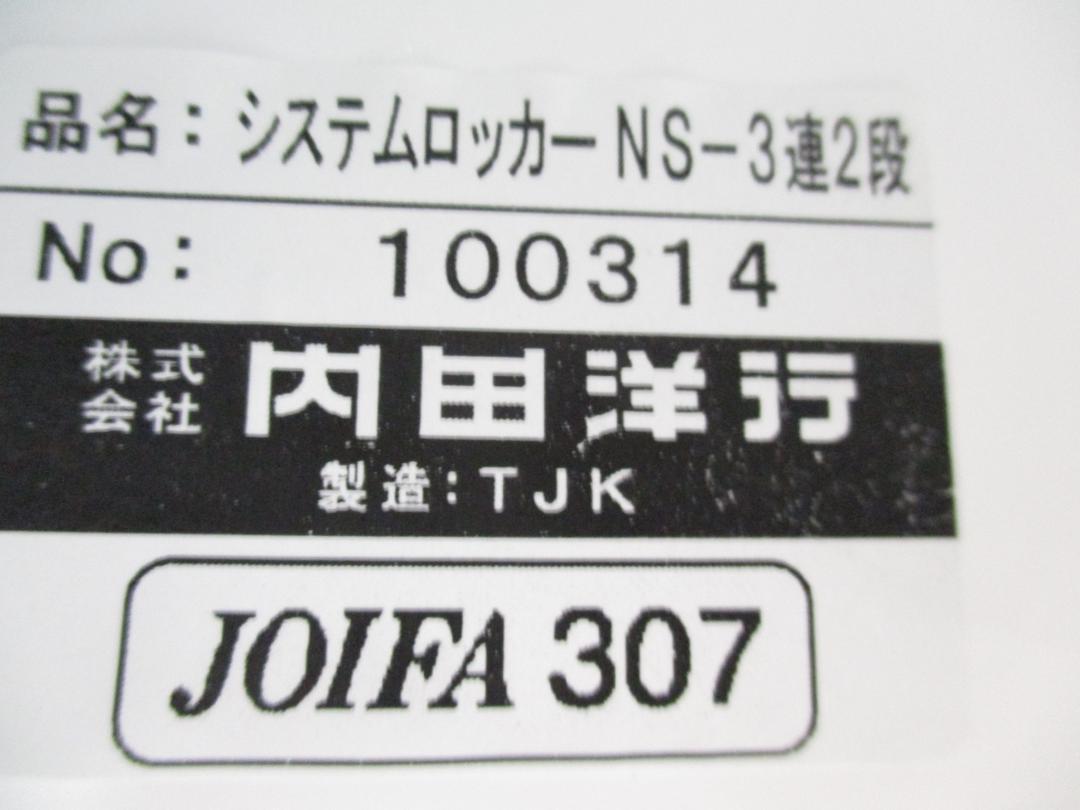 品名：システムロッカーNS－3連2段
No： 100314
株式会社 内田洋行
製造：TJK
JOIFA 307